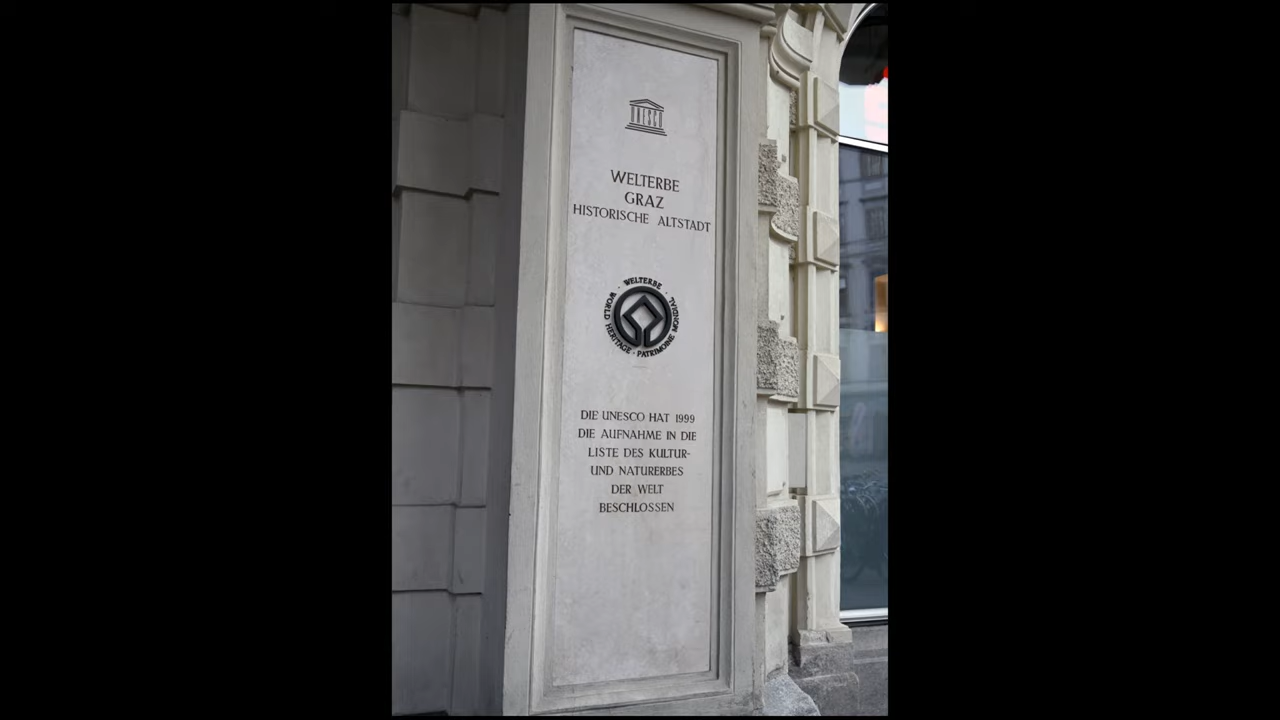 UNESCO
WELTERBE
GRAZ
HISTORISCHE ALTSTADT
· WELTERBE ·
WORLD HERITAGE · PATRIMOINE MONDIAL
DIE UNESCO HAT 1999
DIE AUFNAHME IN DIE
LISTE DES KULTUR-
UND NATURERBES
DER WELT
BESCHLOSSEN